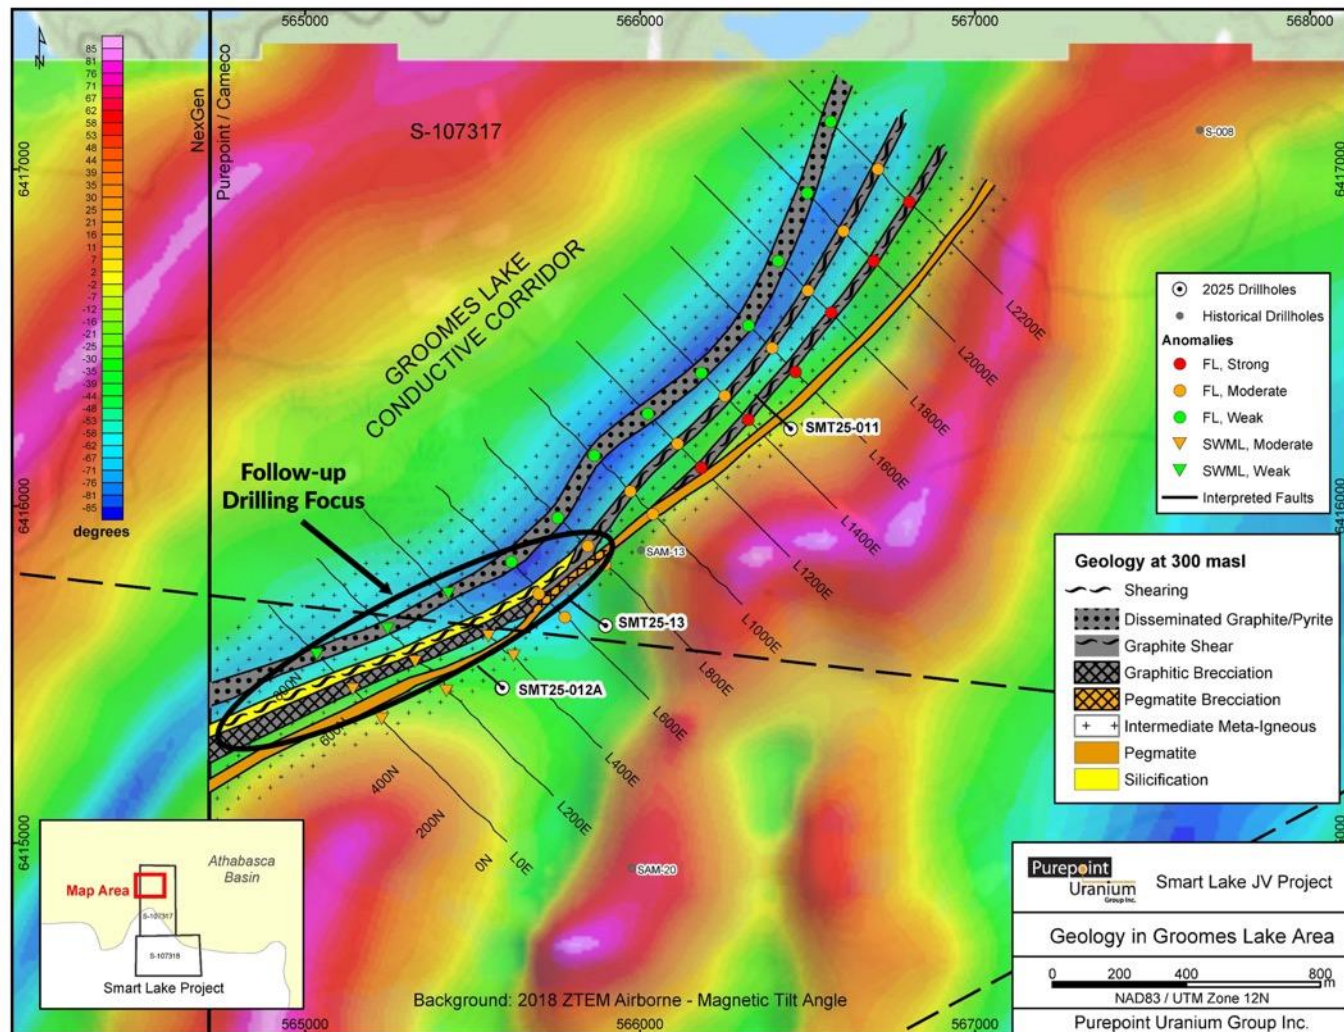 565000
566000
567000
568000
N
85
81
76
71
67
62
58
53
48
44
39
35
30
25
21
16
11
7
2
-2
-7
-12
-16
-21
-25
-30
-35
-39
-44
-48
-53
-58
-62
-67
-71
-76
-81
-85
degrees
NexGen
Purepoint / Cameco
S-107317
S-008
6417000
6417000
GROOMES LAKE
CONDUCTIVE CORRIDOR
L2200E
L2000E
L1800E
L1600E
L1400E
L1200E
L1000E
L800E
L600E
L400E
L200E
L0E
800N
400N
200N
0N
SMT25-011
Follow-up
Drilling Focus
SAM-13
SMT25-13
SMT25-012A
SAM-20
6416000
6415000
2025 Drillholes
Historical Drillholes
Anomalies
FL, Strong
FL, Moderate
FL, Weak
SWML, Moderate
SWML, Weak
Interpreted Faults
Geology at 300 masl
Shearing
Disseminated Graphite/Pyrite
Graphite Shear
Graphitic Brecciation
Pegmatite Brecciation
Intermediate Meta-Igneous
Pegmatite
Silicification
Athabasca
Basin
Map Area
S-107317
S-107318
Smart Lake Project
Background: 2018 ZTEM Airborne - Magnetic Tilt Angle
Purepoint
Uranium
Group Inc.
Smart Lake JV Project
Geology in Groomes Lake Area
0 200 400 800
m
NAD83 / UTM Zone 12N
Purepoint Uranium Group Inc.
565000
566000
567000